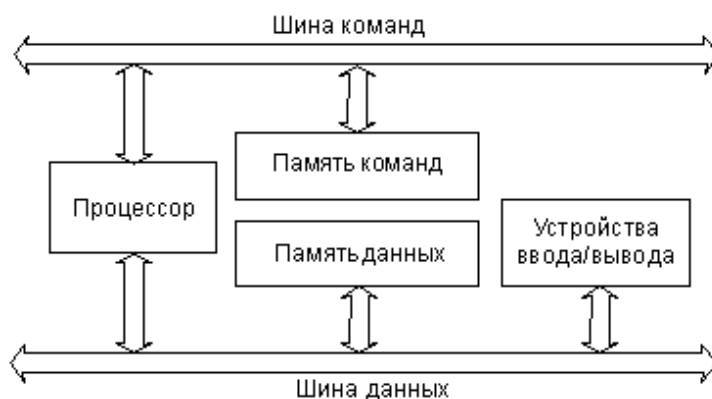 Шина команд
Память команд
Процессор
Память данных
Устройства
ввода/вывода
Шина данных